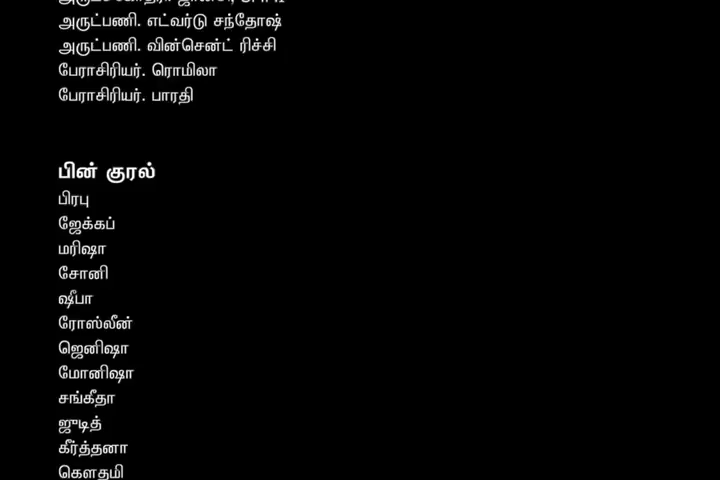 அருட்பணி. எட்வர்டு சந்தோஷ்
அருட்பணி. வின்சென்ட் ரிச்சி
பேராசிரியர். ரொமிலா
பேராசிரியர். பாரதி
பின் குரல்
பிரபு
ஜேக்கப்
மரிஷா
சோனி
ஷீபா
ரோஸ்லீன்
ஜெனிஷா
மோனிஷா
சங்கீதா
ஜுடித்
கீர்த்தனா
கௌதமி